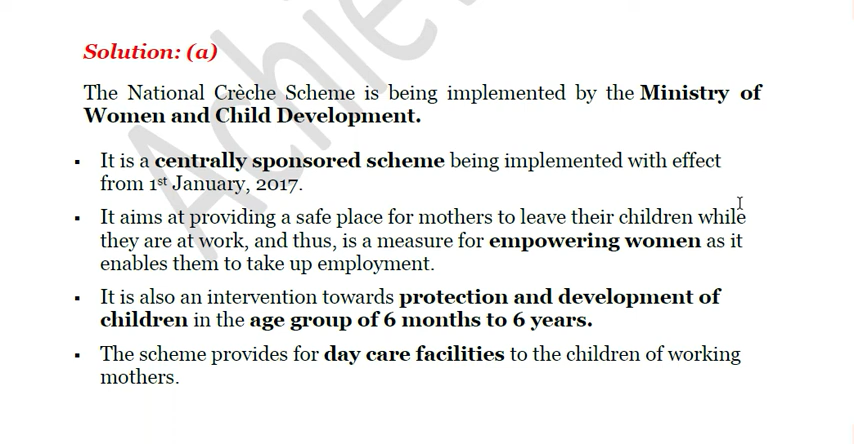 Achie
Solution: (a)
The National Crèche Scheme is being implemented by the Ministry of
Women and Child Development.
▪ It is a centrally sponsored scheme being implemented with effect
from 1st January, 2017.
▪ It aims at providing a safe place for mothers to leave their children while
they are at work, and thus, is a measure for empowering women as it
enables them to take up employment.
▪ It is also an intervention towards protection and development of
children in the age group of 6 months to 6 years.
▪ The scheme provides for day care facilities to the children of working
mothers.